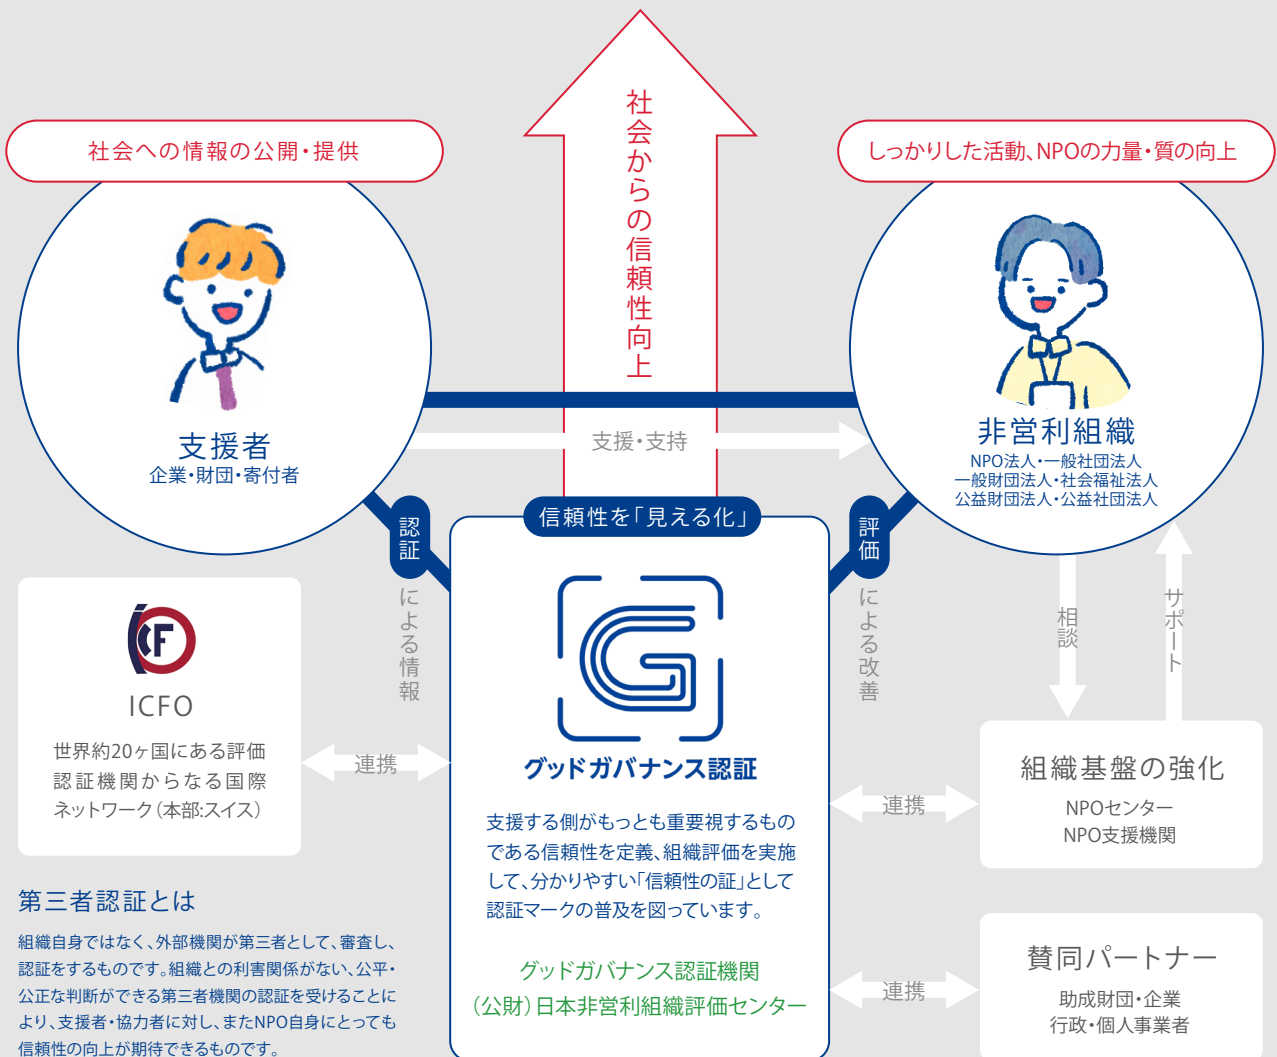 社会からの信頼性向上
社会への情報の公開・提供
しっかりした活動、NPOの力量・質の向上
支援者
企業・財団・寄付者
支援・支持
非営利組織
NPO法人・一般社団法人
一般財団法人・社会福祉法人
公益財団法人・公益社団法人
認証
による情報
信頼性を「見える化」
評価
による改善
相談
サポート
ICFO
ICFO
世界約20ヶ国にある評価
認証機関からなる国際
ネットワーク(本部:スイス)
連携
G
グッドガバナンス認証
支援する側がもっとも重要視するもの
である信頼性を定義、組織評価を実施
して、分かりやすい「信頼性の証」として
認証マークの普及を図っています。
グッドガバナンス認証機関
(公財)日本非営利組織評価センター
連携
組織基盤の強化
NPOセンター
NPO支援機関
連携
賛同パートナー
助成財団・企業
行政・個人事業者
第三者認証とは
組織自身ではなく、外部機関が第三者として、審査し、
認証をするものです。組織との利害関係がない、公平・
公正な判断ができる第三者機関の認証を受けることに
より、支援者・協力者に対し、またNPO自身にとっても
信頼性の向上が期待できるものです。